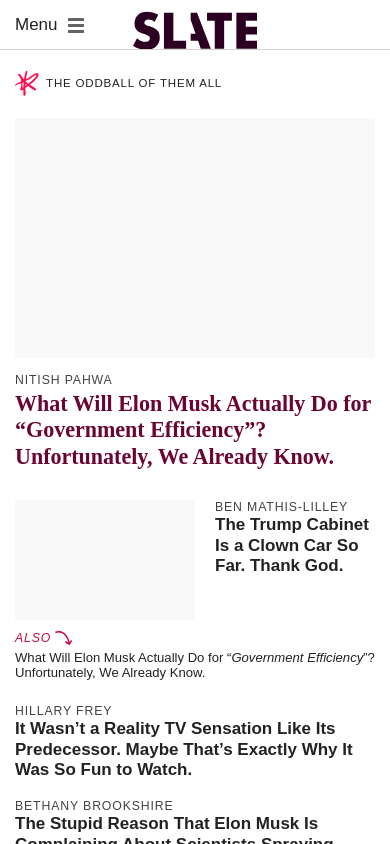 Menu
SLATE
THE ODDBALL OF THEM ALL
NITISH PAHWA
What Will Elon Musk Actually Do for
“Government Efficiency”?
Unfortunately, We Already Know.
BEN MATHIS-LILLEY
The Trump Cabinet
Is a Clown Car So
Far. Thank God.
ALSO
What Will Elon Musk Actually Do for “Government Efficiency”?
Unfortunately, We Already Know.
HILLARY FREY
It Wasn’t a Reality TV Sensation Like Its
Predecessor. Maybe That’s Exactly Why It
Was So Fun to Watch.
BETHANY BROOKSHIRE
The Stupid Reason That Elon Musk Is
Complaining About Scientists Spraying